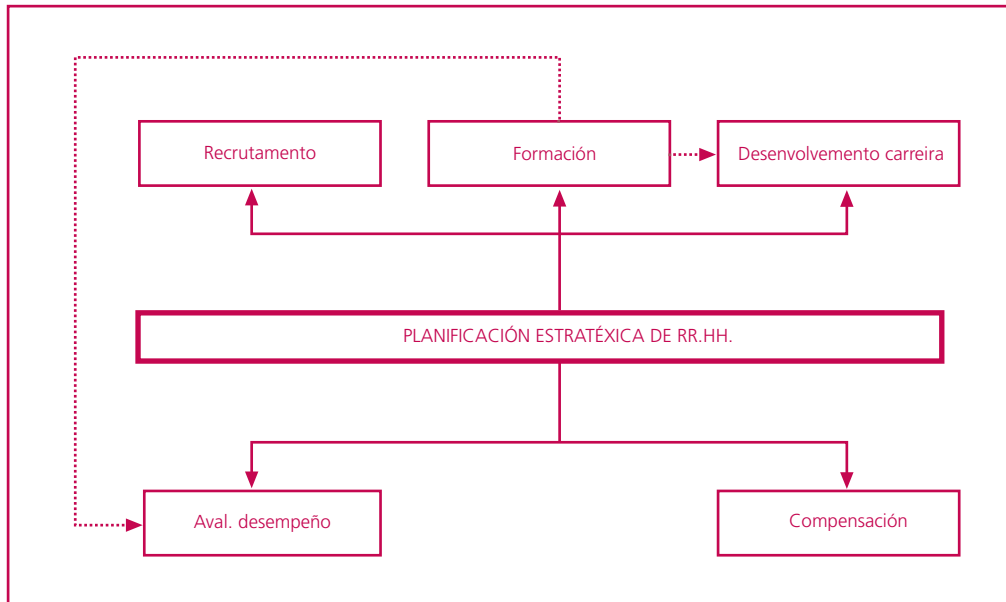 Recrutamento
Formación
Desenvolvemento carreira
PLANIFICACIÓN ESTRATÉXICA DE RR.HH.
Aval. desempeño
Compensación